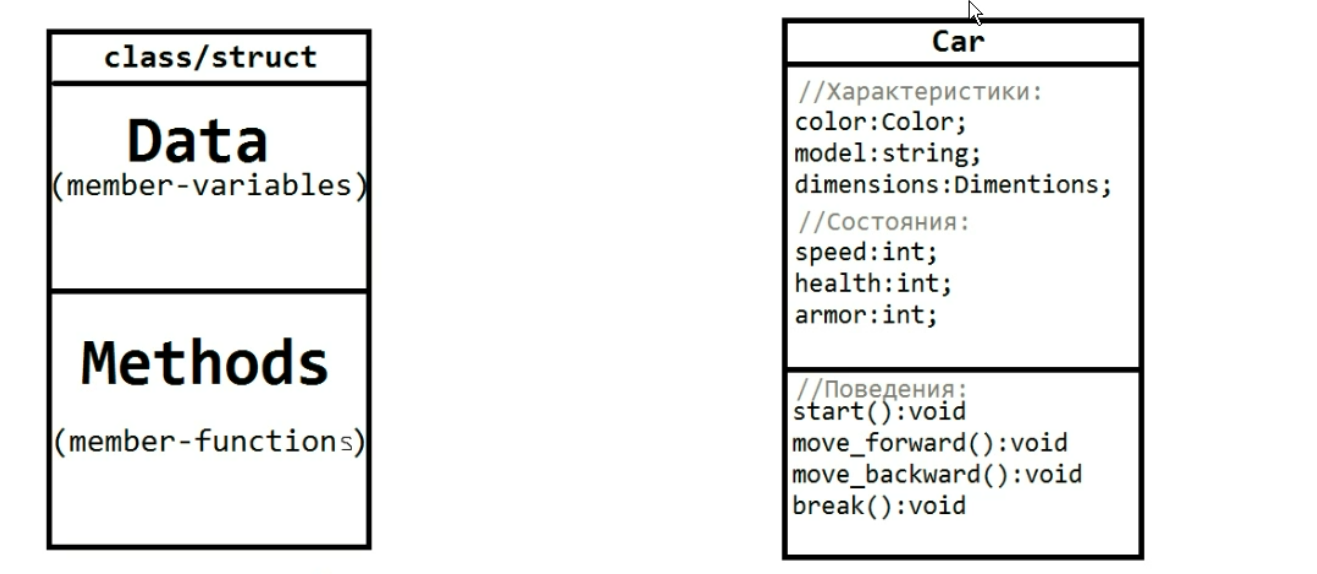 class/struct
Data
(member-variables)
Methods
(member-functions)
Car
//Характеристики:
color:Color;
model:string;
dimensions:Dimentions;
//Состояния:
speed:int;
health:int;
armor:int;
//Поведения:
start():void
move_forward():void
move_backward():void
break():void